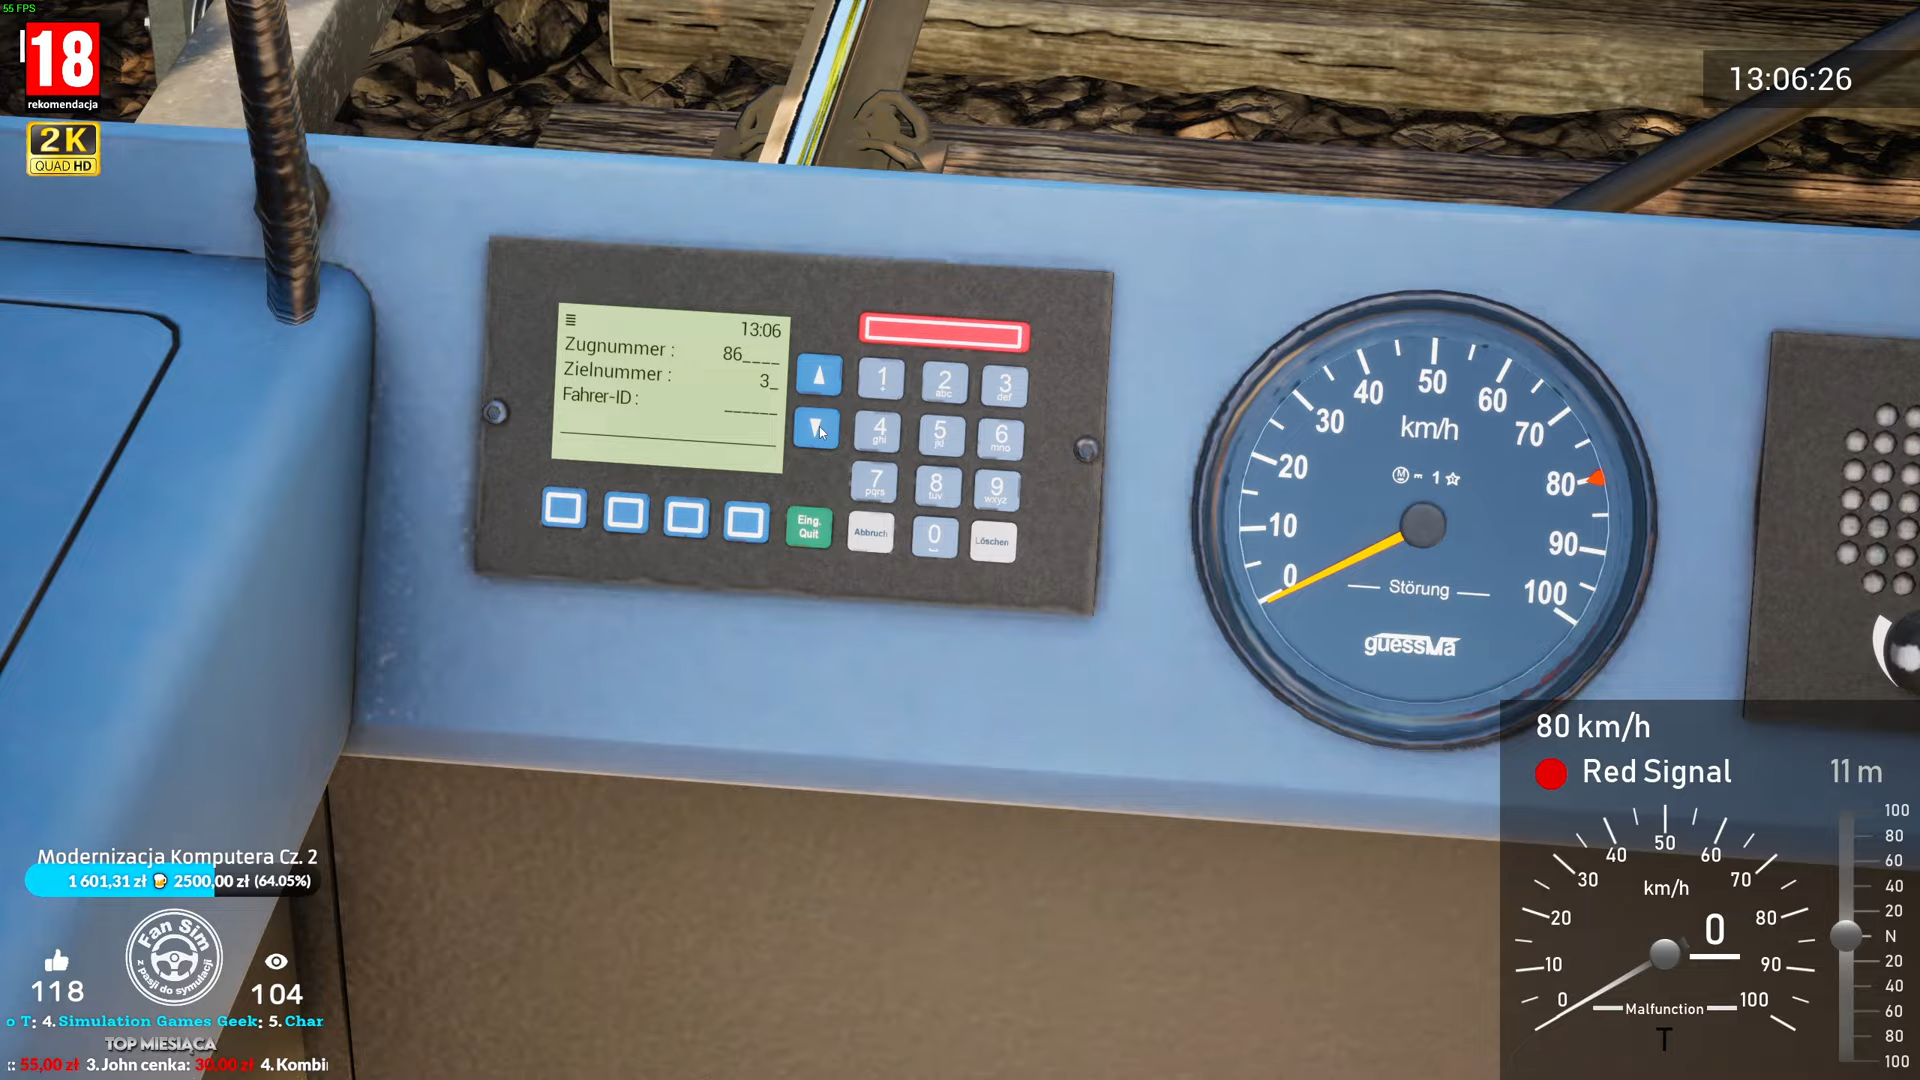 55 FPS
18
rekomendacja
2K
QUAD HD
13:06:26
13:06
Zugnummer : 86____
Zielnummer : 3_
Fahrer-ID : ______
1
2 abc
3 def
4 ghi
5 jkl
6 mno
7 pqrs
8 tuv
9 wxyz
Eing. Quit
Abbruch
0
Löschen
0 10 20 30 40 50 60 70 80 90 100
km/h
M 1
Störung
guessMa
80 km/h
Red Signal 11 m
0 10 20 30 40 50 60 70 80 90 100
km/h
0
Malfunction
T
100
80
60
40
20
N
20
40
60
80
100
Modernizacja Komputera Cz. 2
1 601,31 zł 2500,00 zł (64.05%)
Fan Sim
z pasji do symulacji
118
104
o T: 4. Simulation Games Geek: 5. Char
TOP MIESIĄCA
: 55,00 zł 3.John cenka: 30,00 zł 4.Kombi